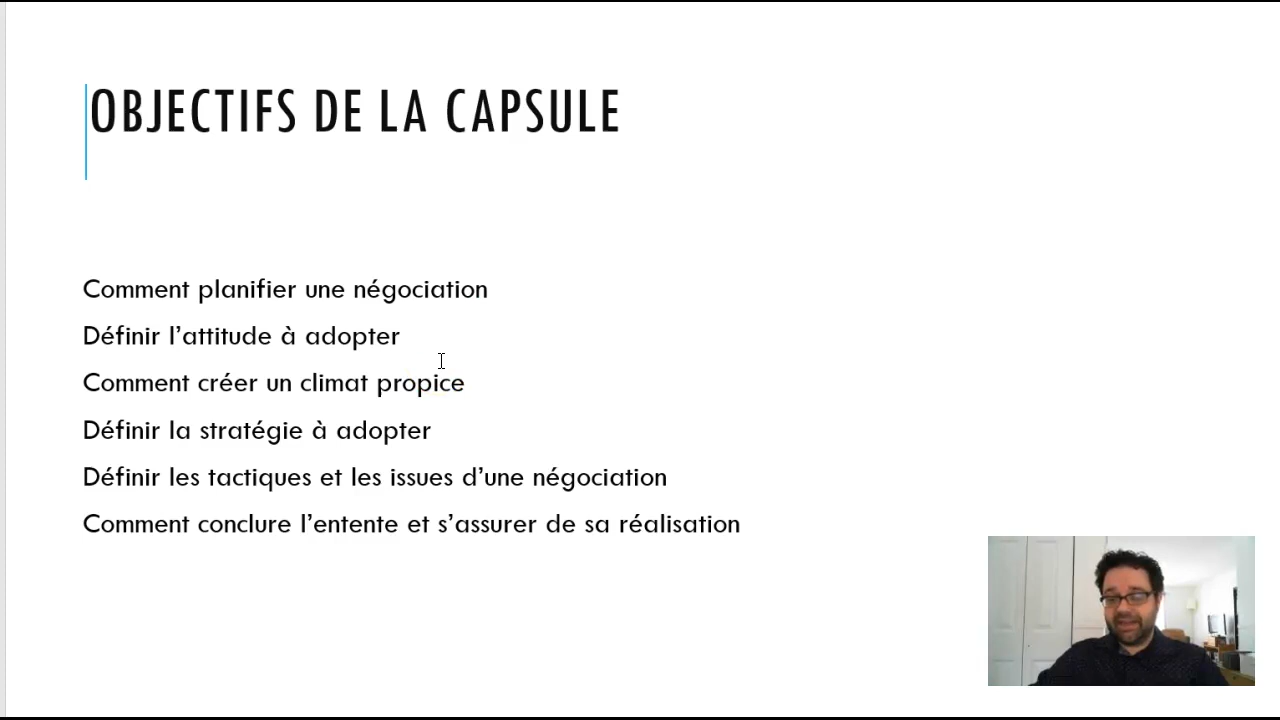 OBJECTIFS DE LA CAPSULE
Comment planifier une négociation
Définir l’attitude à adopter
Comment créer un climat propice
Définir la stratégie à adopter
Définir les tactiques et les issues d’une négociation
Comment conclure l’entente et s’assurer de sa réalisation